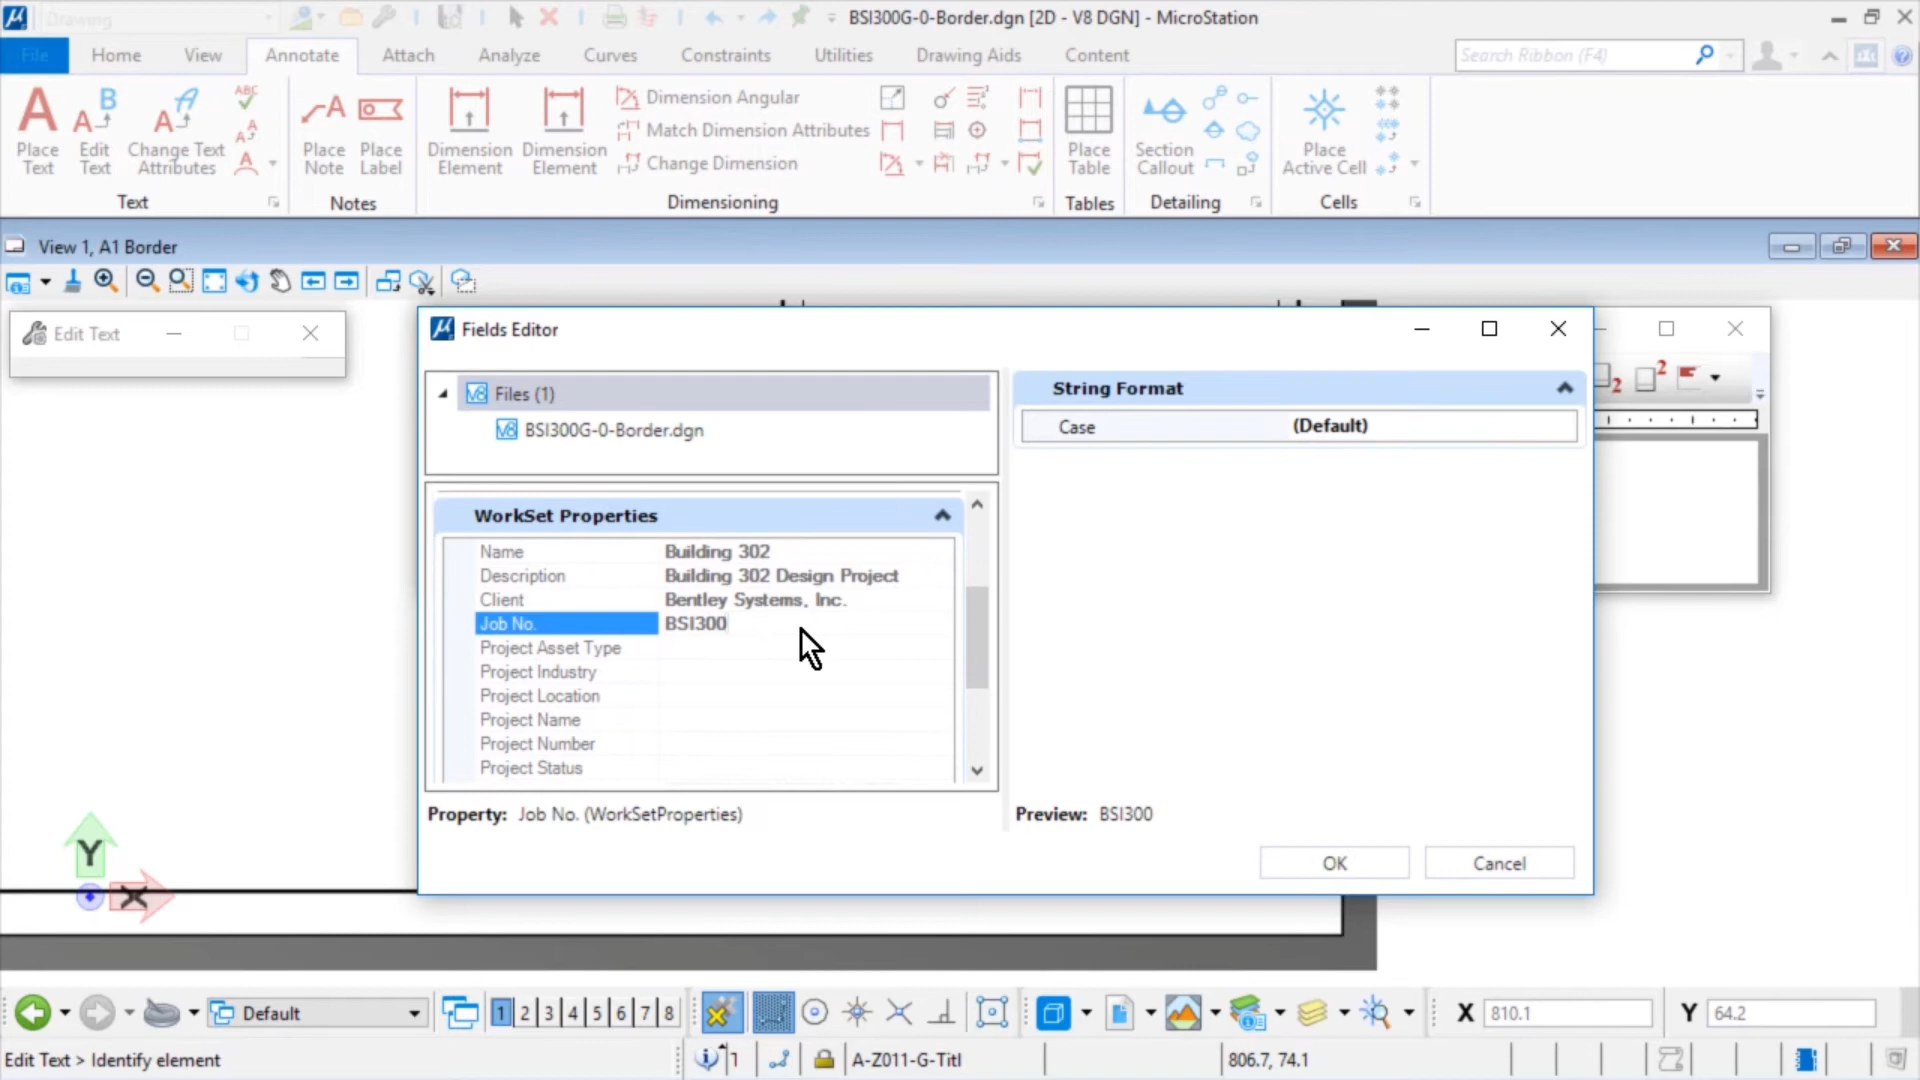 Drawing
BSI300G-0-Border.dgn [2D - V8 DGN] - MicroStation
File Home View Annotate Attach Analyze Curves Constraints Utilities Drawing Aids Content
Search Ribbon (F4)
Place Text
Edit Text
Change Text Attributes
ABC
Text
Place Note
Place Label
Notes
Dimension Element
Dimension Element
Dimension Angular
Match Dimension Attributes
Change Dimension
Dimensioning
Place Table
Tables
Section Callout
Detailing
Place Active Cell
Cells
View 1, A1 Border
Edit Text
Fields Editor
Files (1)
BSI300G-0-Border.dgn
WorkSet Properties
Name Building 302
Description Building 302 Design Project
Client Bentley Systems, Inc.
Job No. BSI300
Project Asset Type
Project Industry
Project Location
Project Name
Project Number
Project Status
Property: Job No. (WorkSetProperties)
String Format
Case (Default)
Preview: BSI300
OK Cancel
Y
X
Default
1 2 3 4 5 6 7 8
X 810.1
Y 64.2
Edit Text > Identify element
1
A-Z011-G-Titl
806.7, 74.1